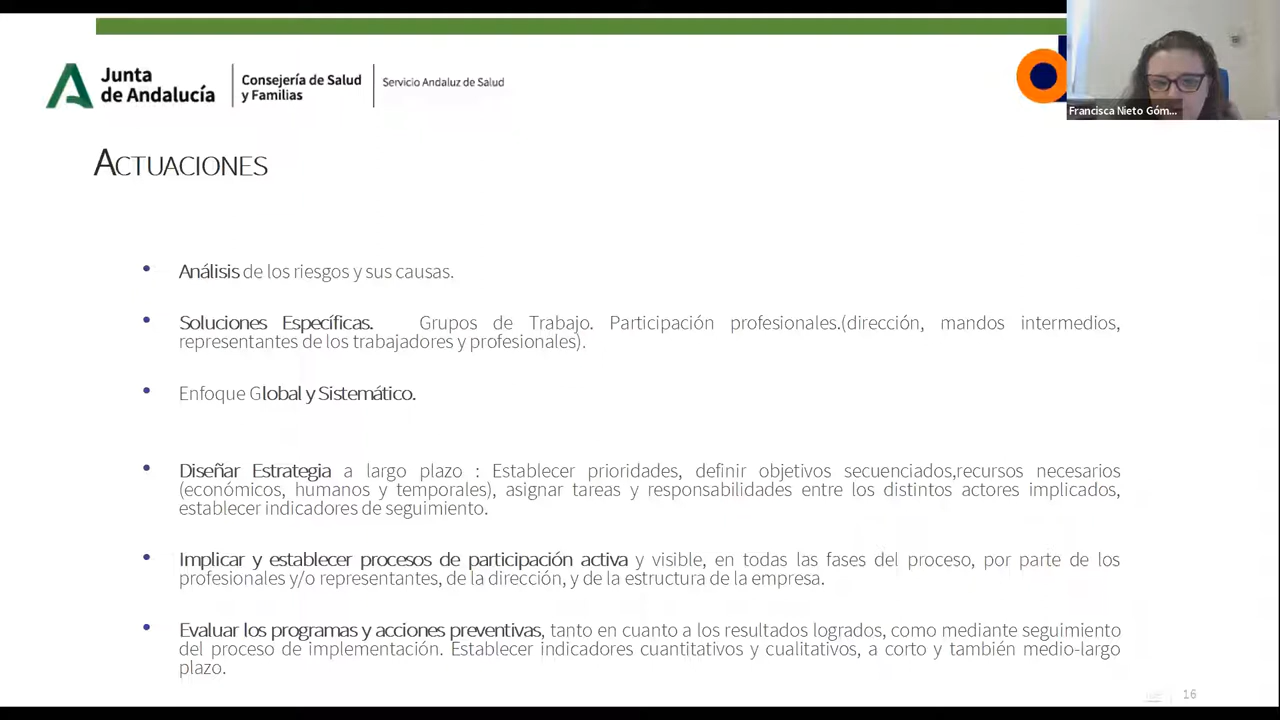 Junta
de Andalucía
Consejería de Salud
y Familias
Servicio Andaluz de Salud
Francisca Nieto Góm...
ACTUACIONES
• Análisis de los riesgos y sus causas.
• Soluciones Específicas. Grupos de Trabajo. Participación profesionales.(dirección, mandos intermedios,
representantes de los trabajadores y profesionales).
• Enfoque Global y Sistemático.
• Diseñar Estrategia a largo plazo : Establecer prioridades, definir objetivos secuenciados,recursos necesarios
(económicos, humanos y temporales), asignar tareas y responsabilidades entre los distintos actores implicados,
establecer indicadores de seguimiento.
• Implicar y establecer procesos de participación activa y visible, en todas las fases del proceso, por parte de los
profesionales y/o representantes, de la dirección, y de la estructura de la empresa.
• Evaluar los programas y acciones preventivas, tanto en cuanto a los resultados logrados, como mediante seguimiento
del proceso de implementación. Establecer indicadores cuantitativos y cualitativos, a corto y también medio-largo
plazo.
16